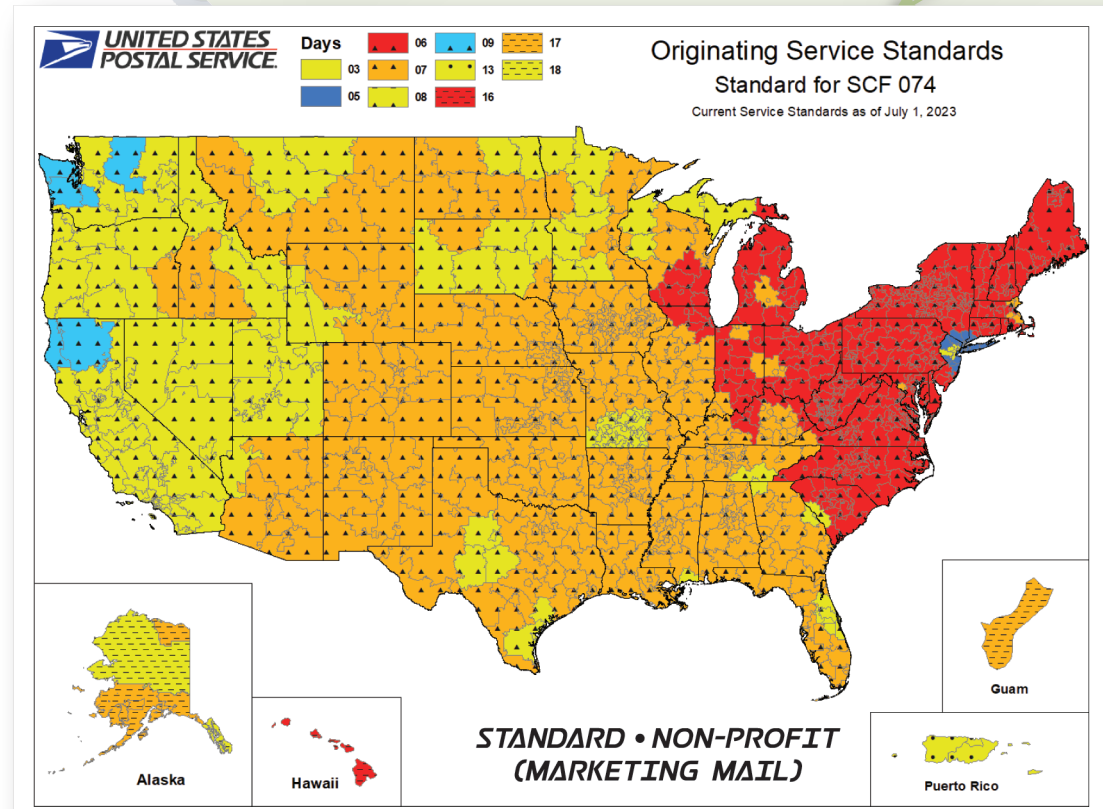 UNITED STATES
POSTAL SERVICE.
Days
03
05
06
07
08
09
13
16
17
18
Originating Service Standards
Standard for SCF 074
Current Service Standards as of July 1, 2023
Alaska
Hawaii
STANDARD • NON-PROFIT
(MARKETING MAIL)
Guam
Puerto Rico